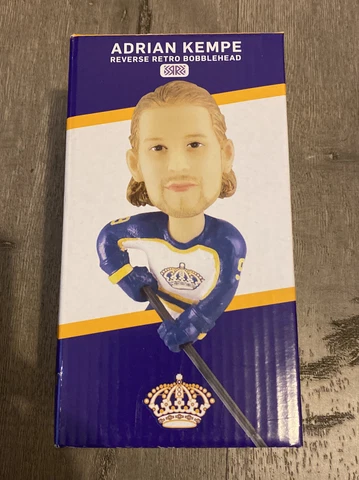 ADRIAN KEMPE
REVERSE RETRO BOBBLEHEAD